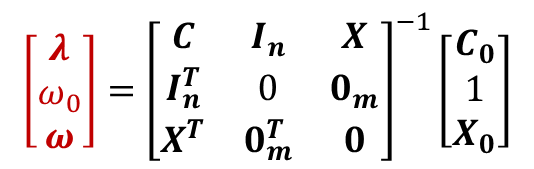 [λ; ω₀; ω] = [C Iₙ X; Iₙᵀ 0 0ₘ; Xᵀ 0ₘᵀ 0]⁻¹ [C₀; 1; X₀]